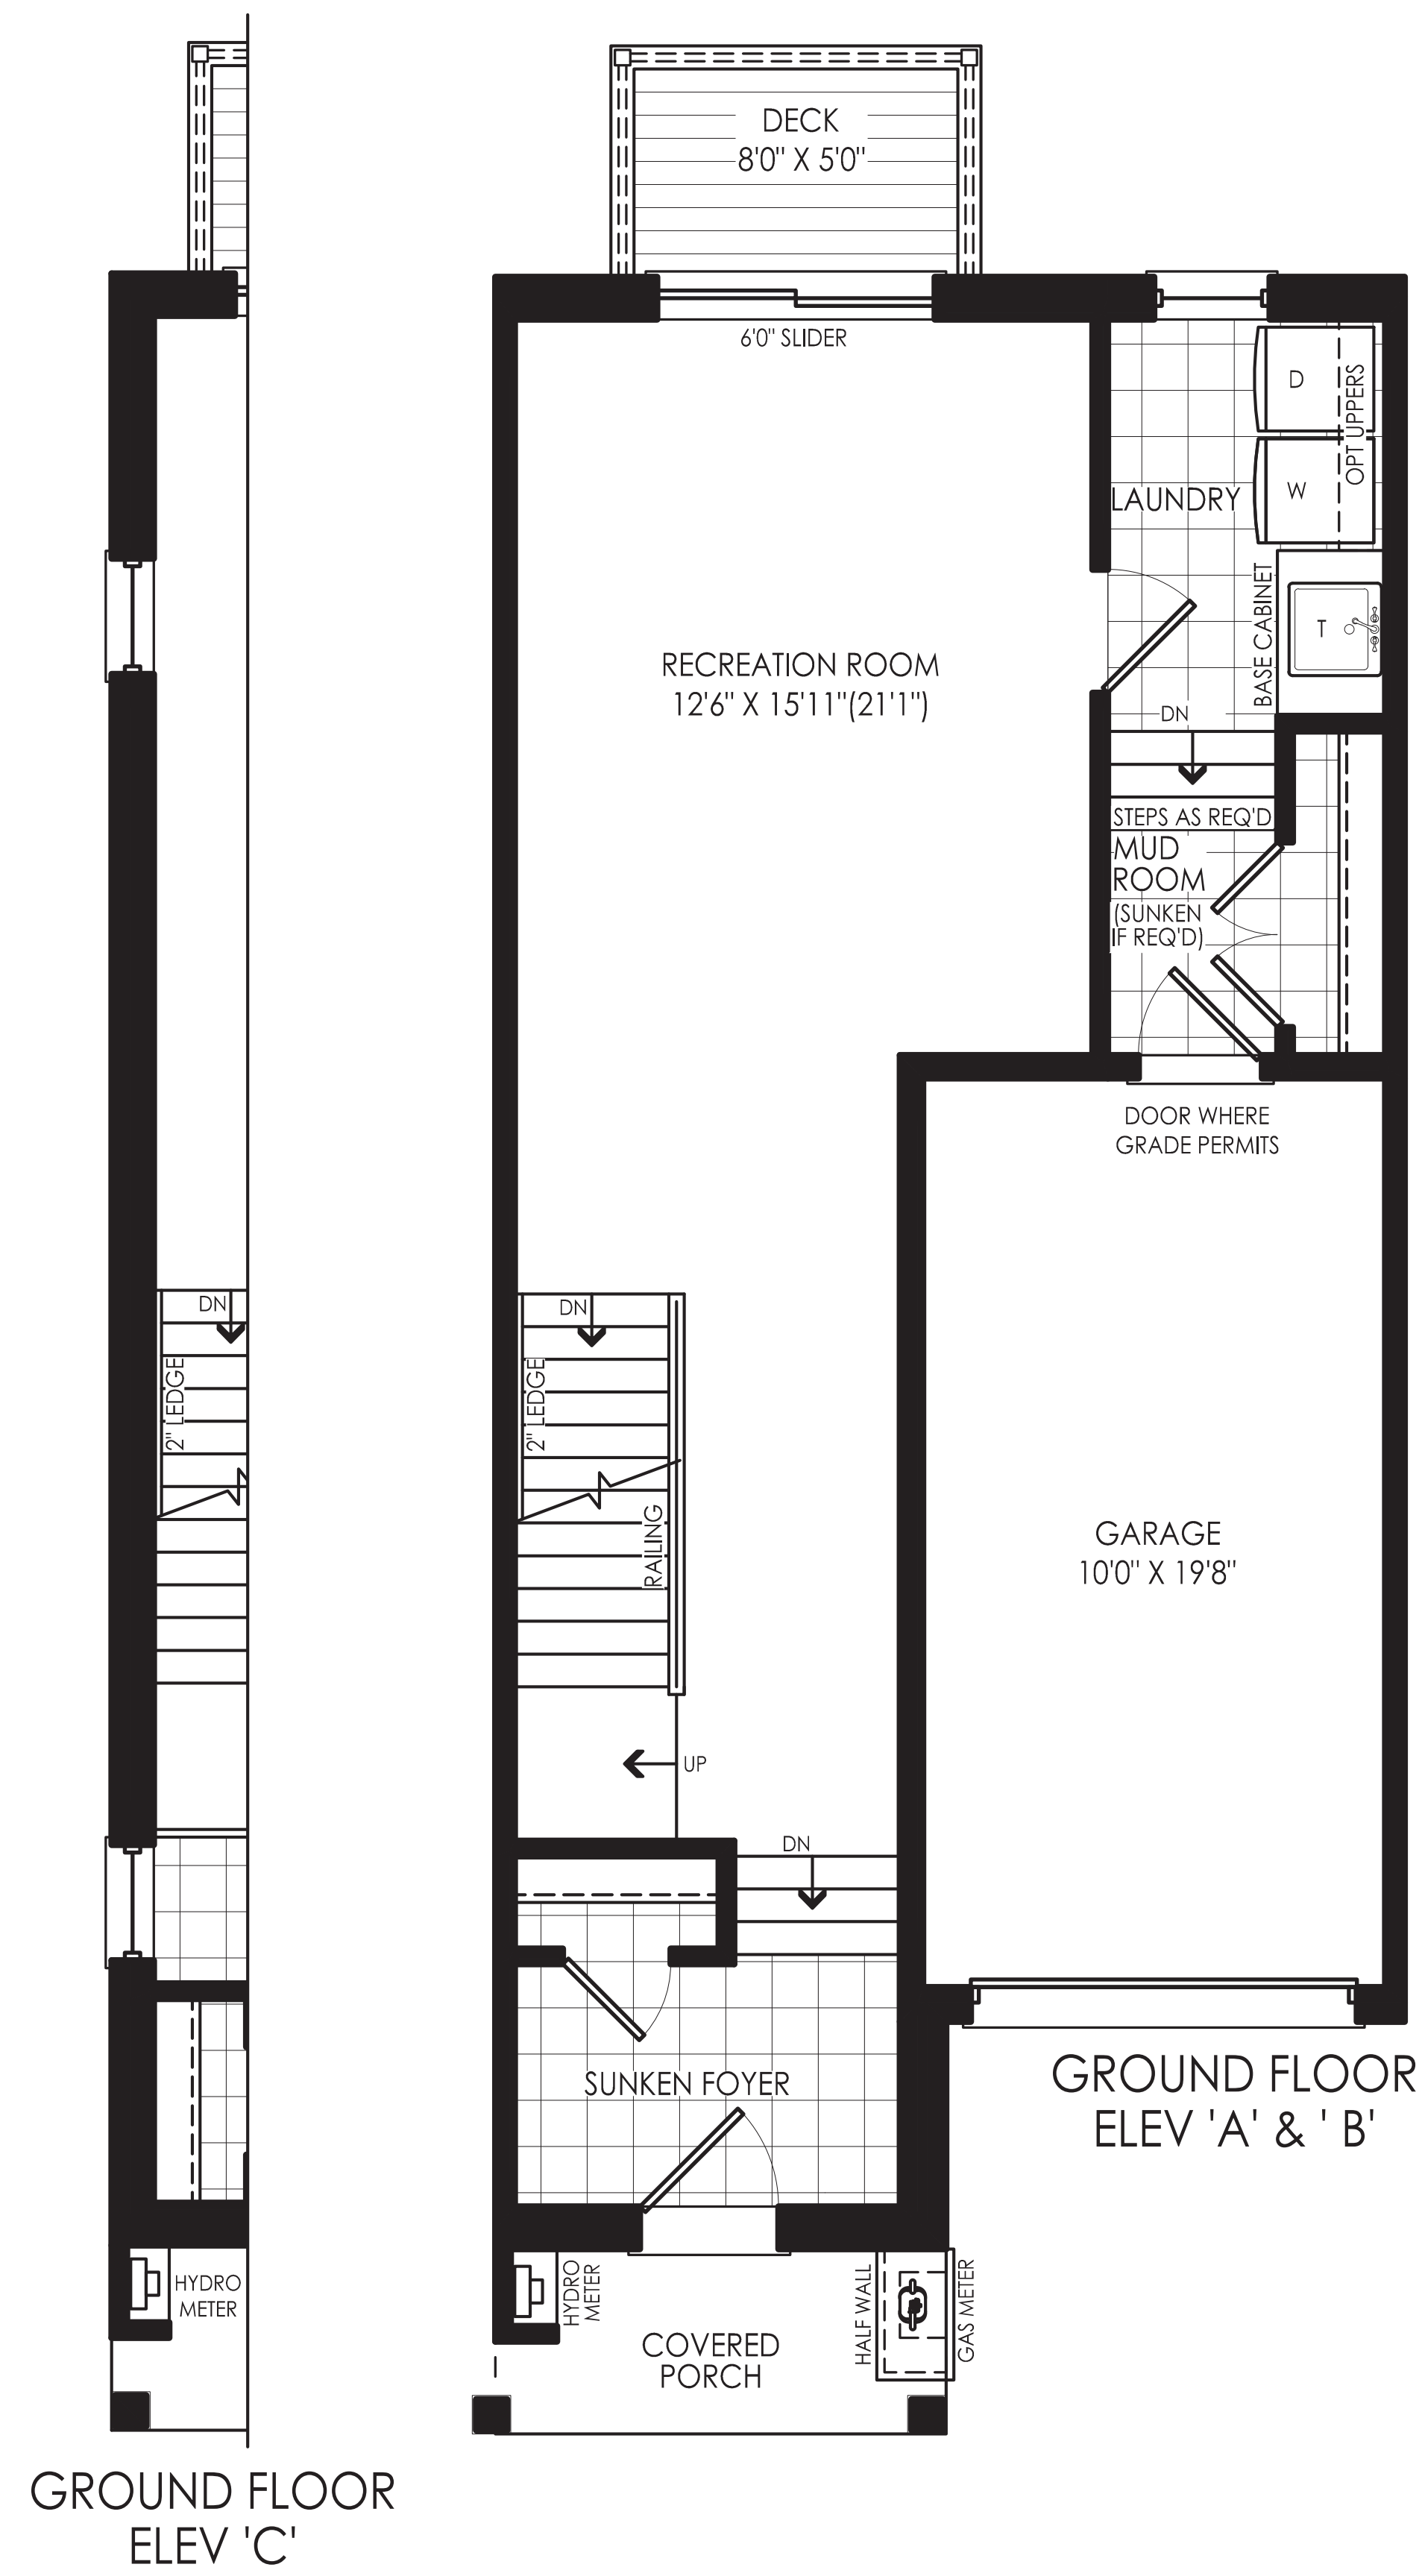 DECK
8'0" X 5'0"
6'0" SLIDER
D
OPT UPPERS
W
LAUNDRY
BASE CABINET
T
RECREATION ROOM
12'6" X 15'11"(21'1")
DN
STEPS AS REQ'D
MUD
ROOM
(SUNKEN
IF REQ'D)
DOOR WHERE
GRADE PERMITS
DN
2" LEDGE
DN
2" LEDGE
RAILING
GARAGE
10'0" X 19'8"
UP
DN
SUNKEN FOYER
GROUND FLOOR
ELEV 'A' & ' B'
HYDRO
METER
HYDRO
METER
HALF WALL
GAS METER
COVERED
PORCH
GROUND FLOOR
ELEV 'C'